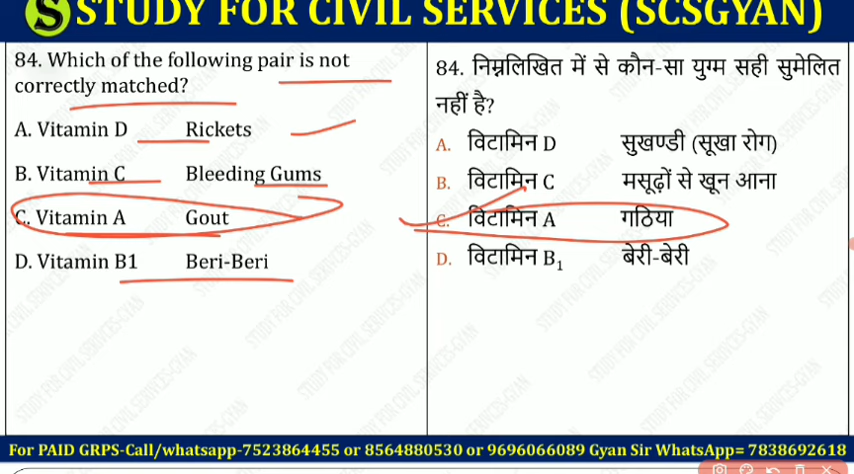 S STUDY FOR CIVIL SERVICES (SCSGYAN)
84. Which of the following pair is not
correctly matched?
A. Vitamin D Rickets
B. Vitamin C Bleeding Gums
C. Vitamin A Gout
D. Vitamin B1 Beri-Beri
84. निम्नलिखित में से कौन-सा युग्म सही सुमेलित
नहीं है?
A. विटामिन D सुखण्डी (सूखा रोग)
B. विटामिन C मसूढ़ों से खून आना
C. विटामिन A गठिया
D. विटामिन B₁ बेरी-बेरी
For PAID GRPS-Call/whatsapp-7523864455 or 8564880530 or 9696066089 Gyan Sir WhatsApp= 7838692618